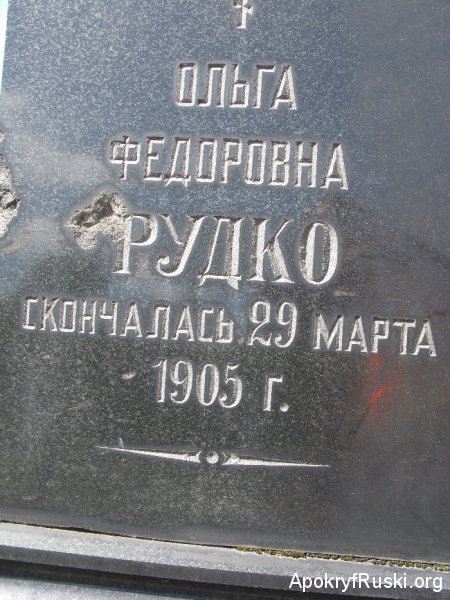 ОЛЬГА
ФЕДОРОВНА
РУДКО
СКОНЧАЛАСЬ 29 МАРТА
1905 г.
ApokryfRuski.org